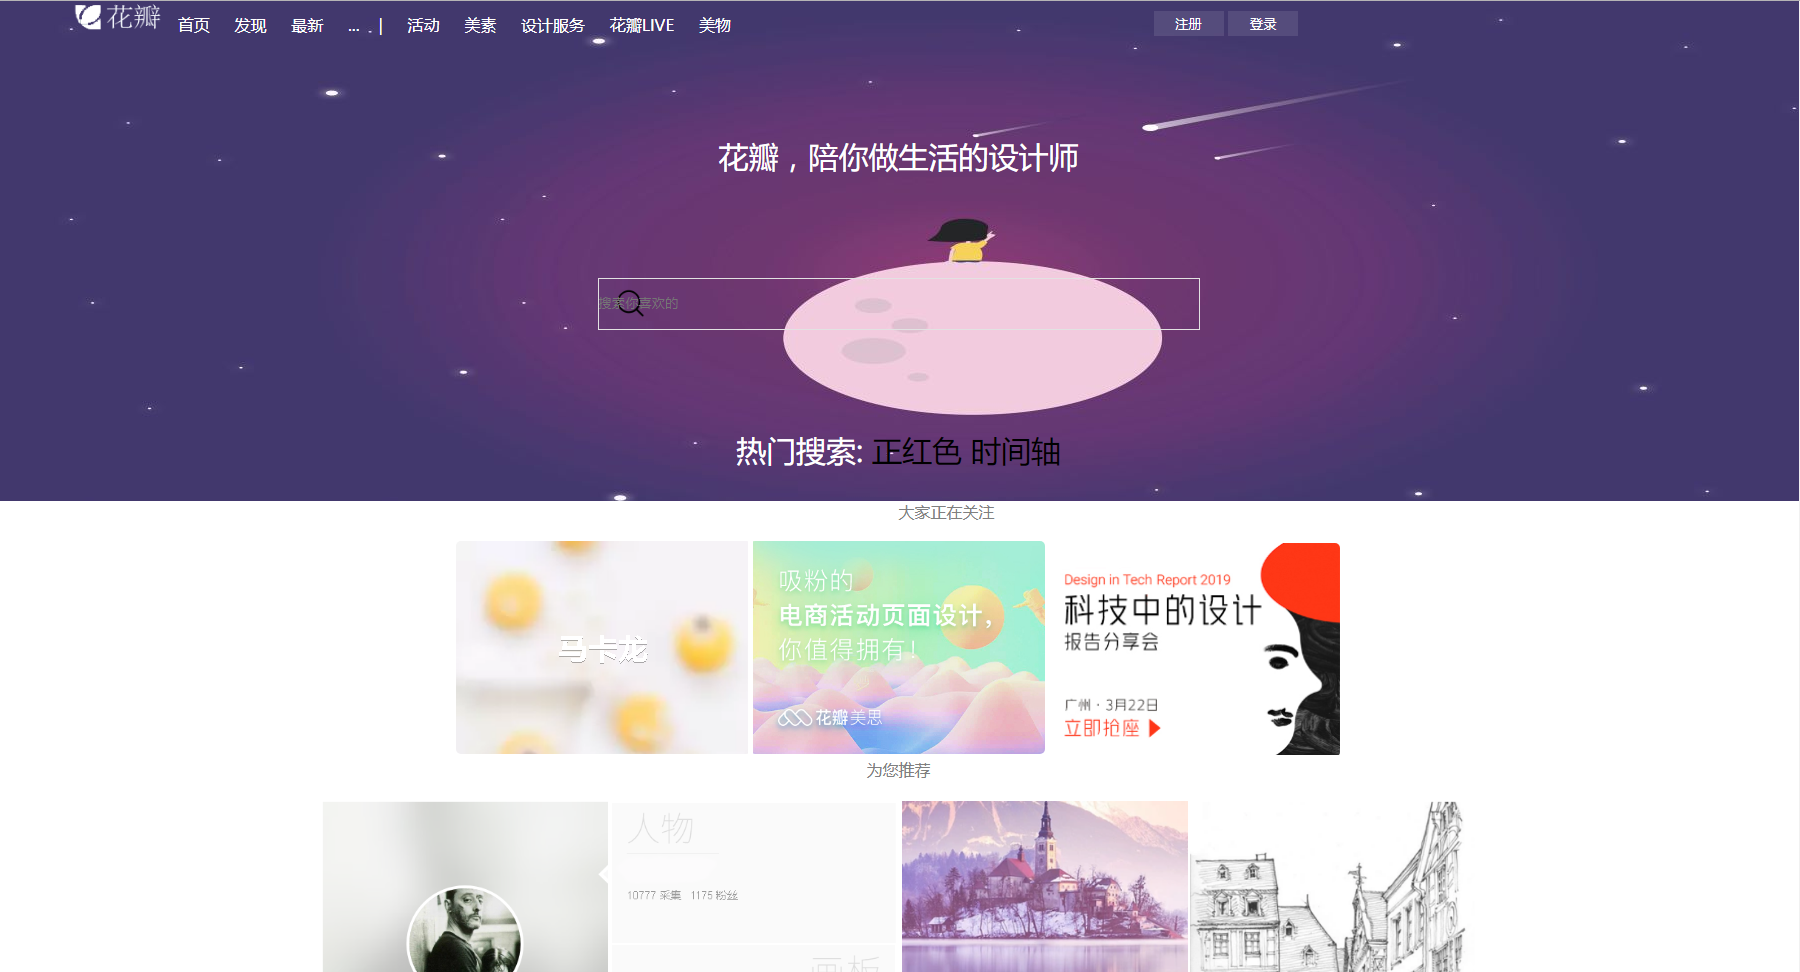 花瓣 首页 发现 最新 ... | 活动 美素 设计服务 花瓣LIVE 美物 注册 登录
花瓣，陪你做生活的设计师
搜索你喜欢的
热门搜索: 正红色 时间轴
大家正在关注
马卡龙
吸粉的
电商活动页面设计，
你值得拥有！
花瓣美思
Design in Tech Report 2019
科技中的设计
报告分享会
广州 · 3月22日
立即抢座
为您推荐
人物
10777 采集 1175 粉丝
画板